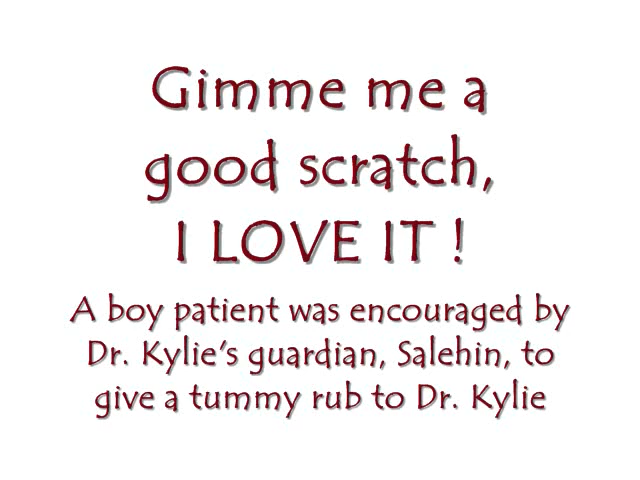 Gimme me a
good scratch,
I LOVE IT !
A boy patient was encouraged by
Dr. Kylie's guardian, Salehin, to
give a tummy rub to Dr. Kylie